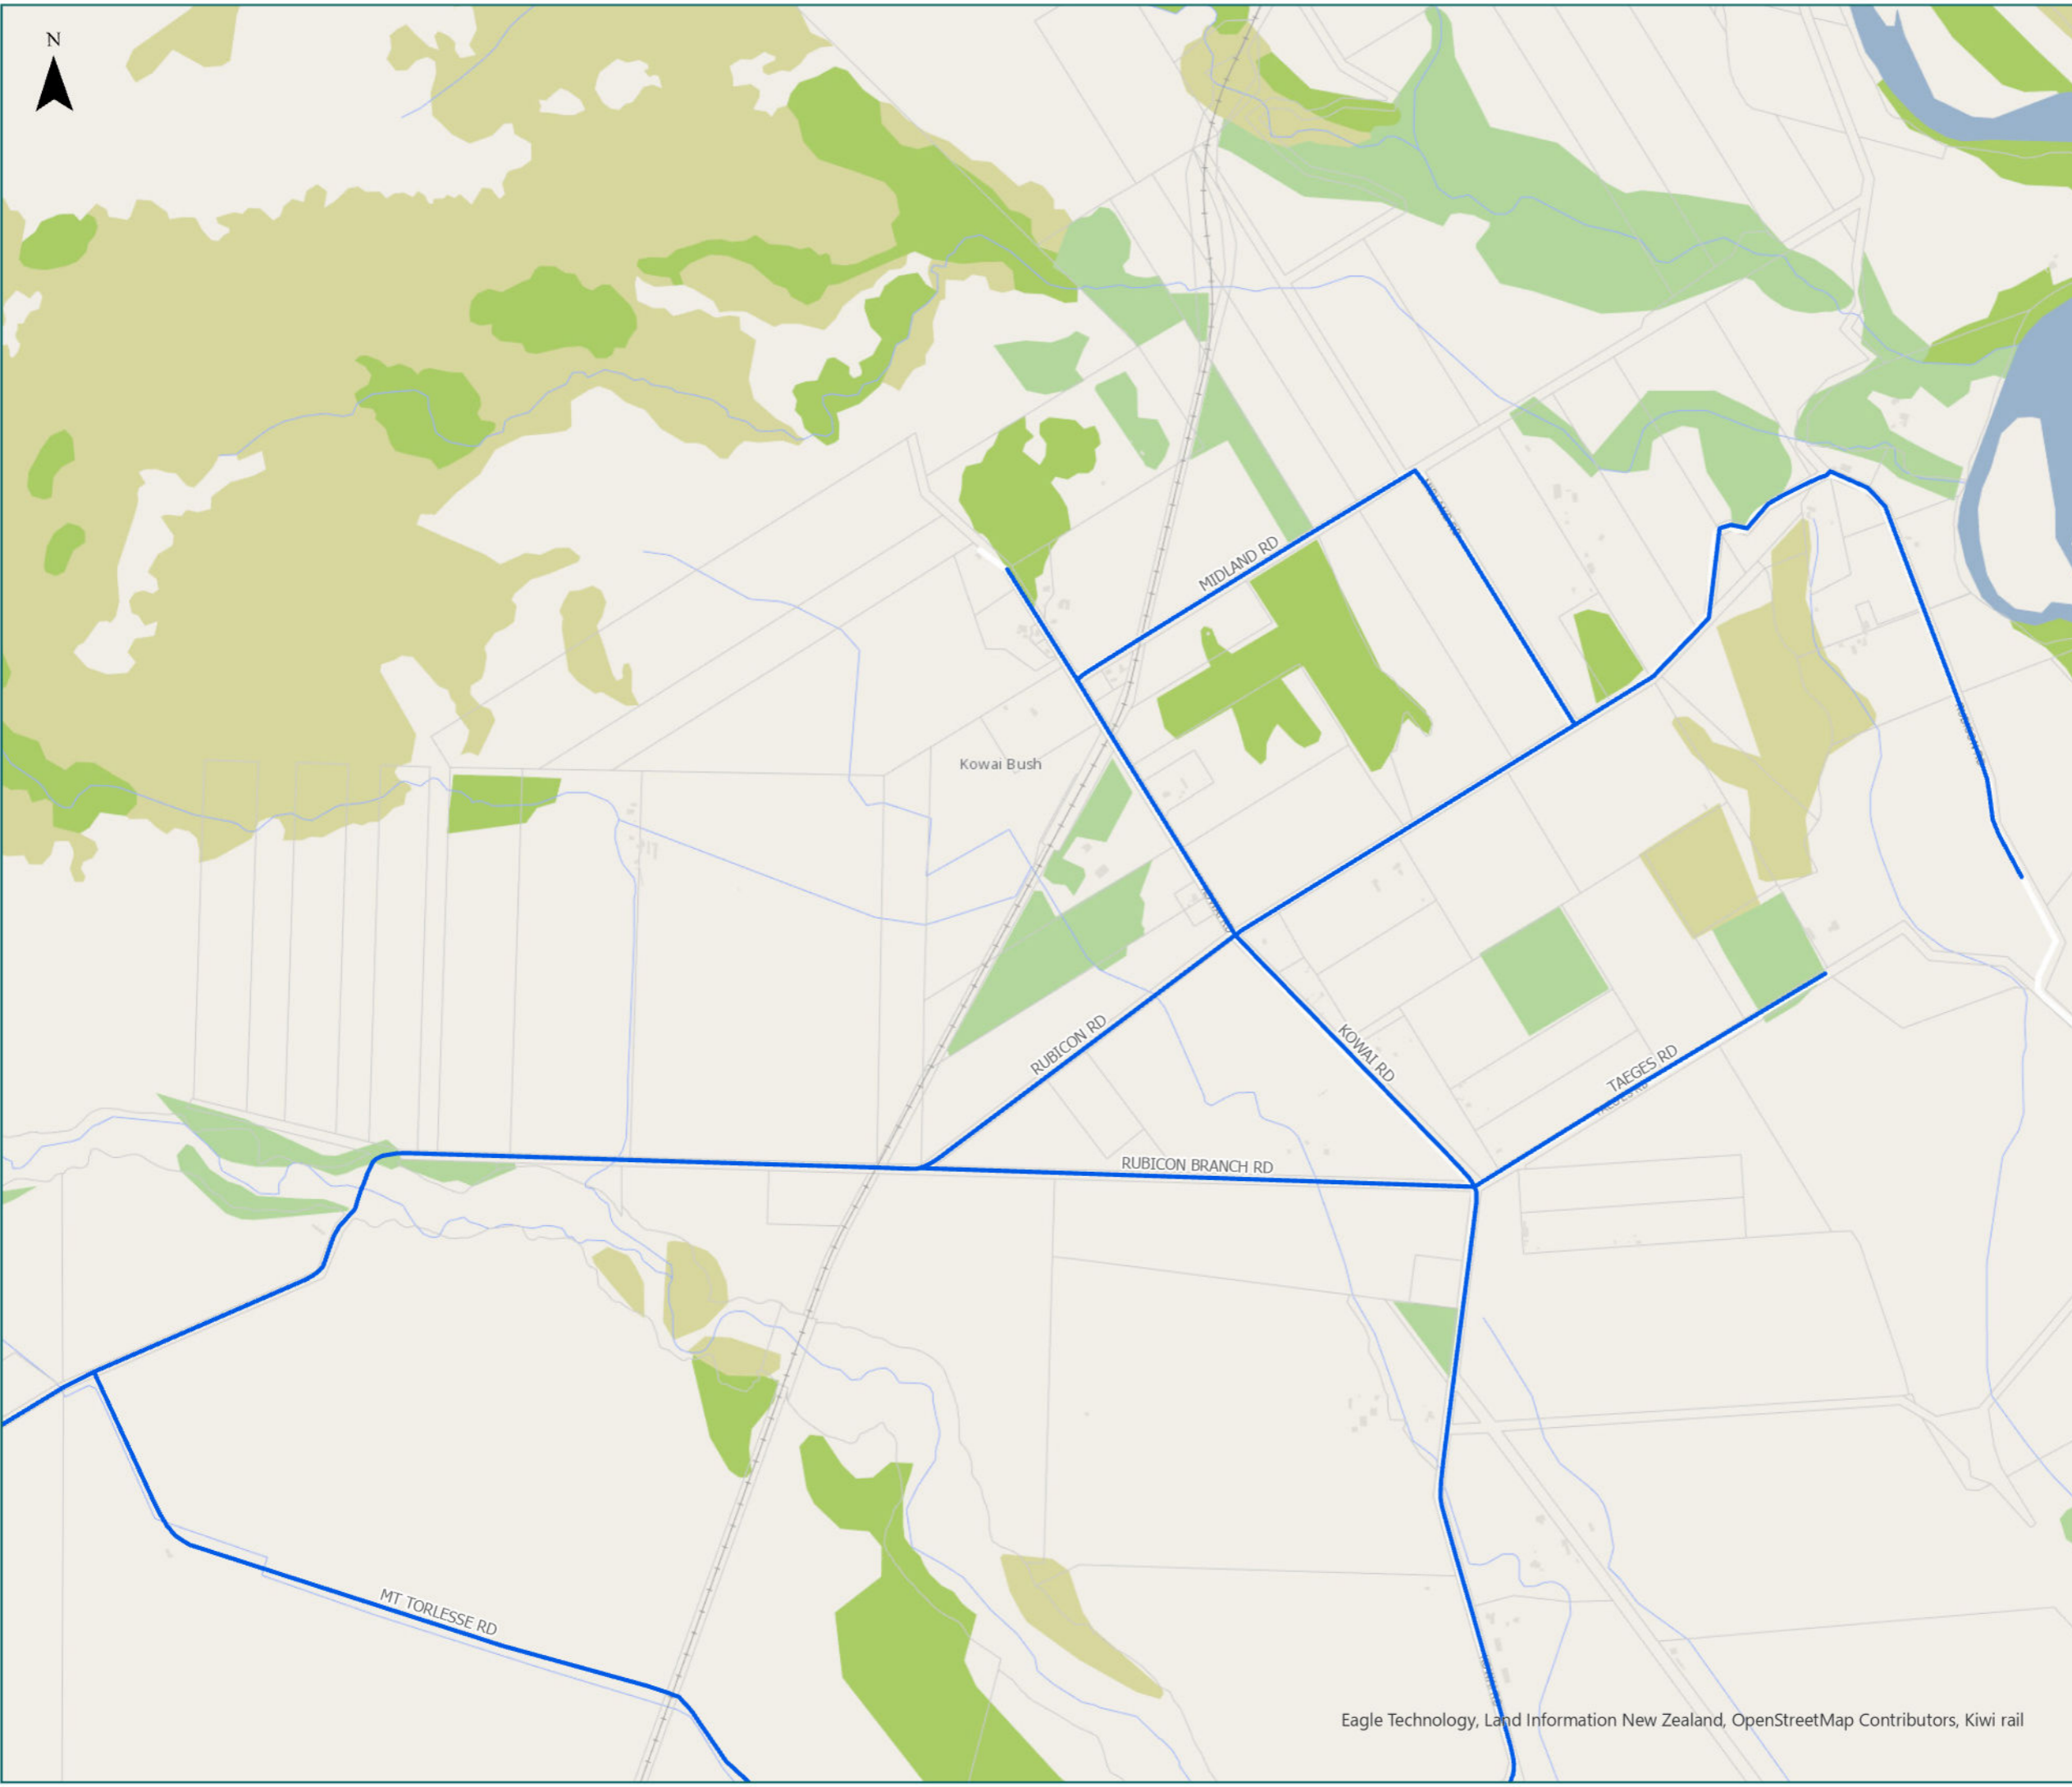 N
MIDLAND RD
Kowai Bush
RUBICON RD
KOWAI RD
TAEGES RD
RUBICON BRANCH RD
MT TORLESSE RD
Eagle Technology, Land Information New Zealand, OpenStreetMap Contributors, Kiwi rail